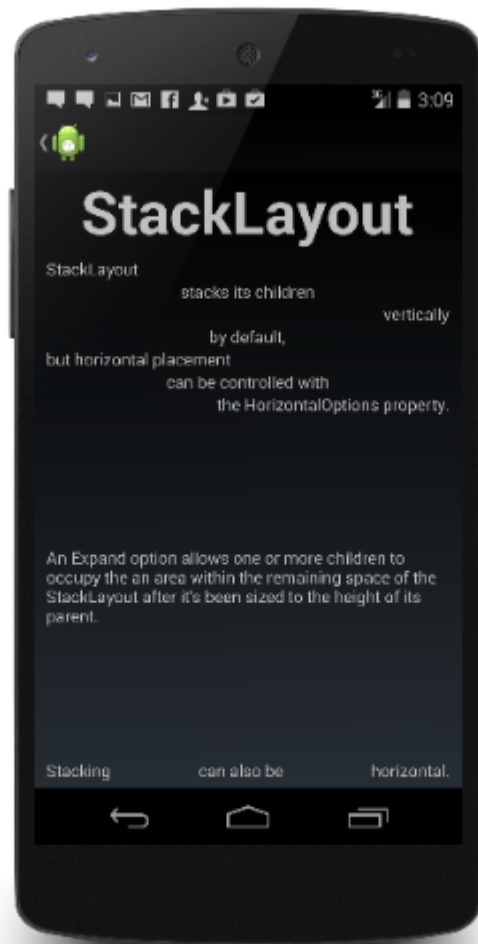 3G 3:09
StackLayout
StackLayout
stacks its children
vertically
by default,
but horizontal placement
can be controlled with
the HorizontalOptions property.
An Expand option allows one or more children to
occupy the an area within the remaining space of the
StackLayout after it's been sized to the height of its
parent.
Stacking can also be horizontal.